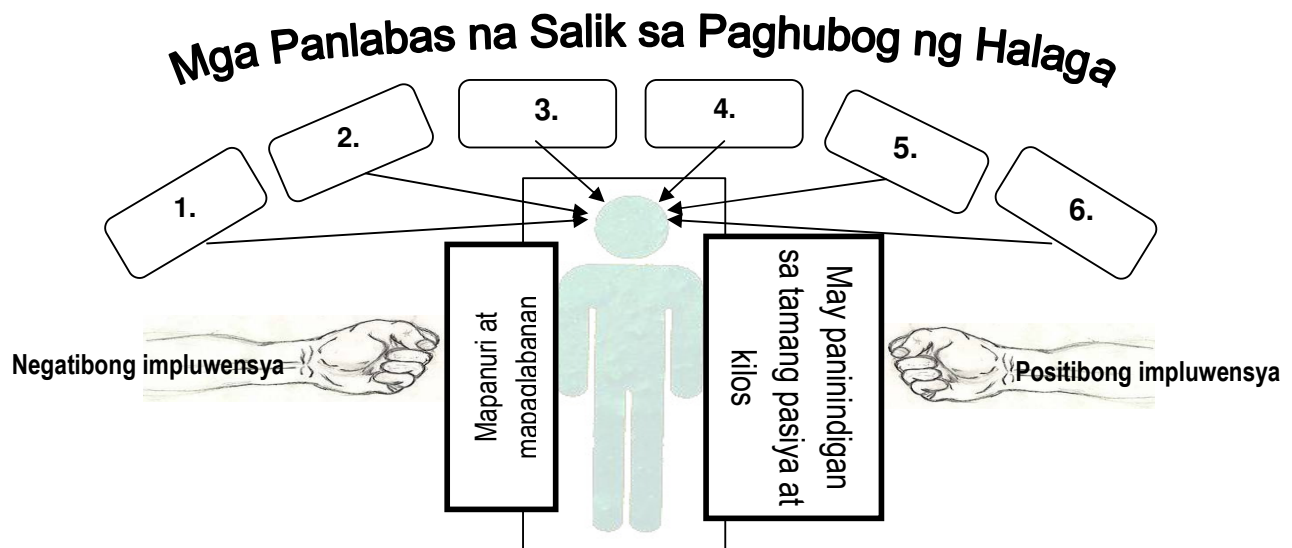 Mga Panlabas na Salik sa Paghubog ng Halaga
1.
2.
3.
4.
5.
6.
Negatibong impluwensya
Mapanuri at
mapaglabanan
May paninindigan
sa tamang pasiya at
kilos
Positibong impluwensya